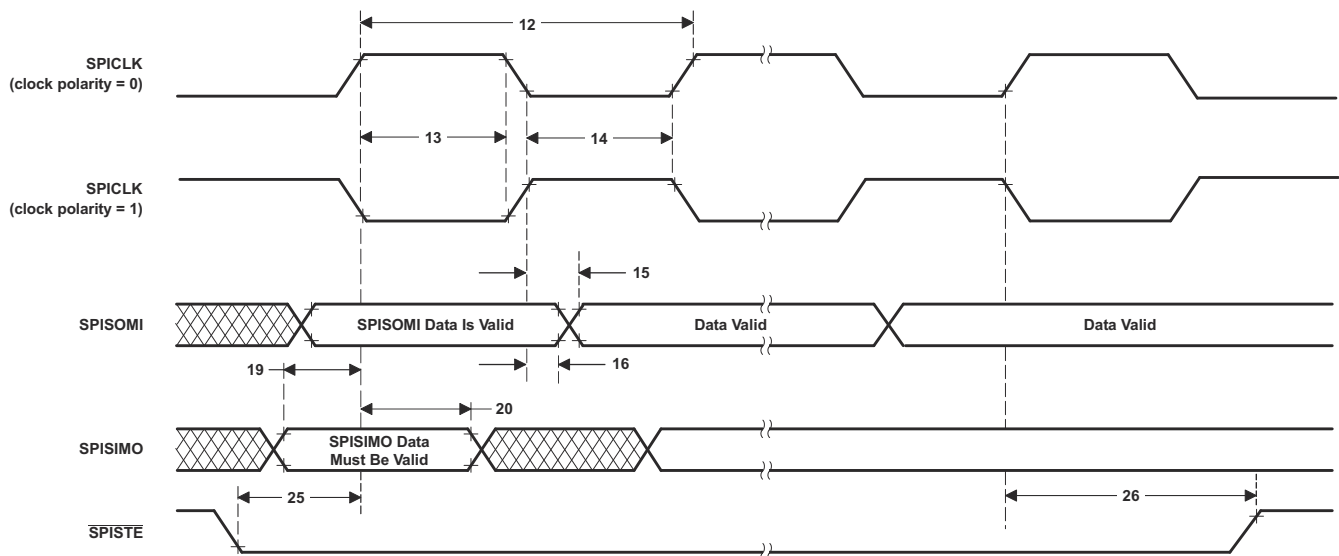 12
SPICLK
(clock polarity = 0)
13
14
SPICLK
(clock polarity = 1)
15
SPISOMI
SPISOMI Data Is Valid
Data Valid
Data Valid
19
16
20
SPISIMO
SPISIMO Data
Must Be Valid
25
26
SPISTE